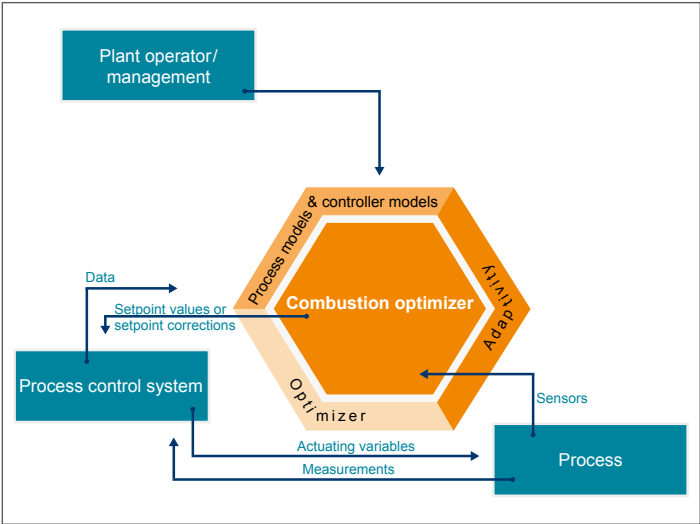 Plant operator/
management
Process models
& controller models
Adaptivity
Optimizer
Combustion optimizer
Data
Setpoint values or
setpoint corrections
Process control system
Sensors
Actuating variables
Measurements
Process